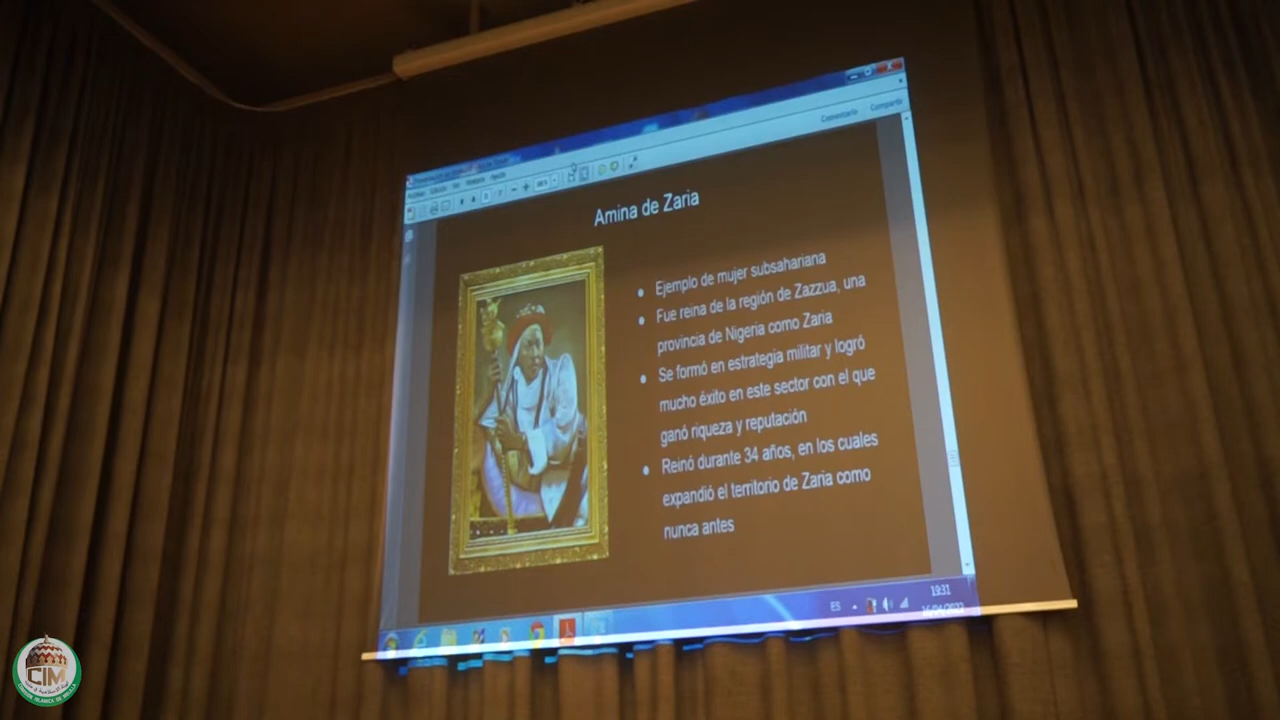 Comentario Compartir
Amina de Zaria
Ejemplo de mujer subsahariana
Fue reina de la región de Zazzua, una
provincia de Nigeria como Zaria
Se formó en estrategia militar y logró
mucho éxito en este sector con el que
ganó riqueza y reputación
Reinó durante 34 años, en los cuales
expandió el territorio de Zaria como
nunca antes
ES
19:31
CIM